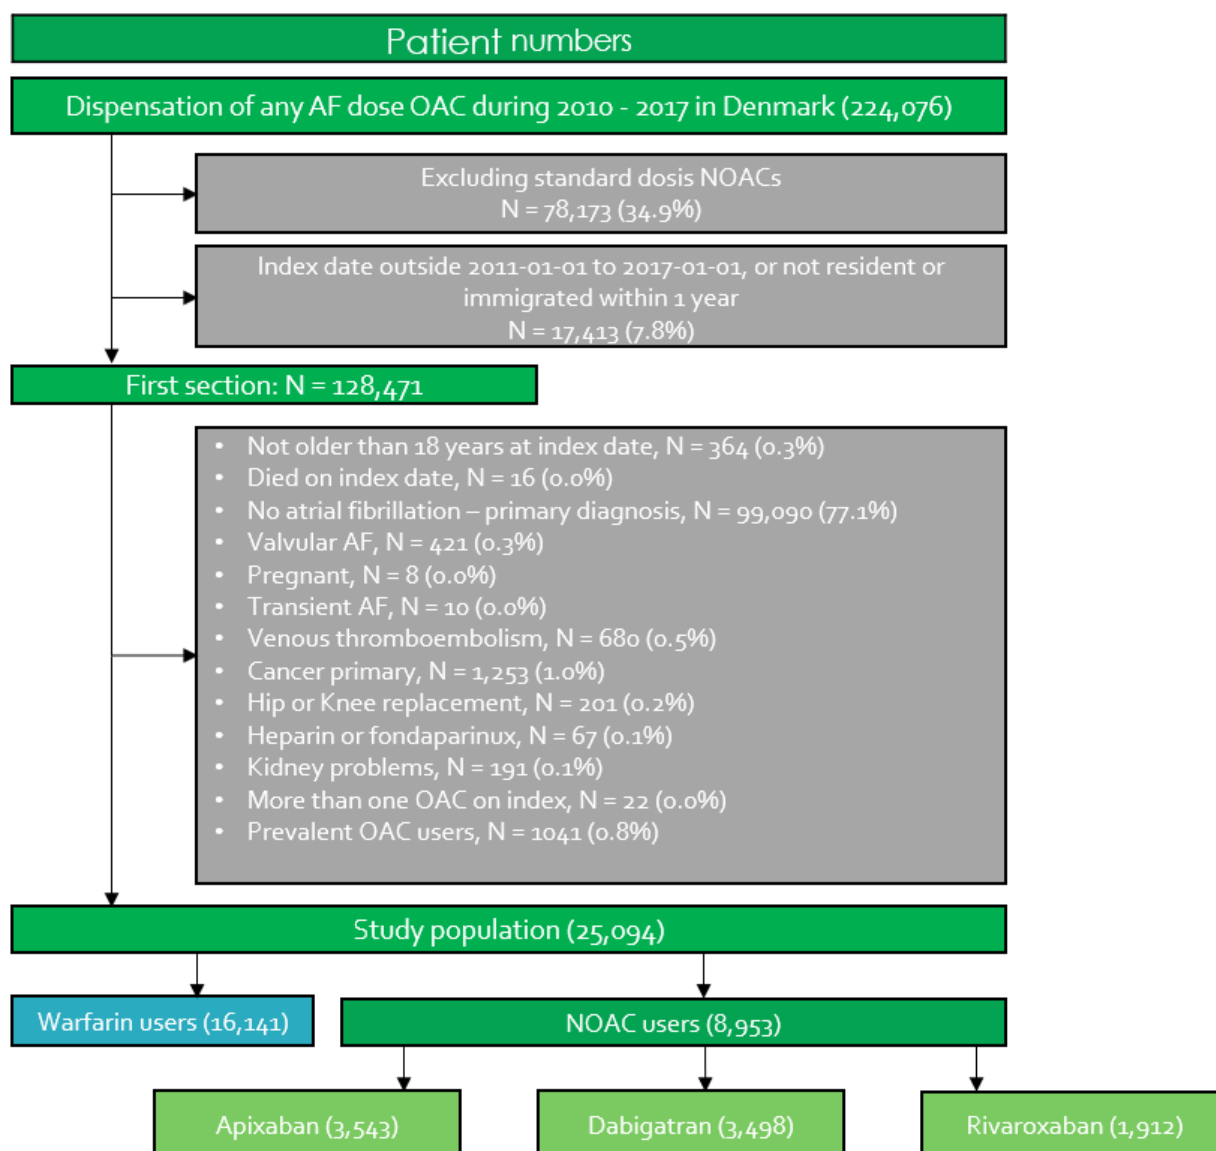 Patient numbers
Dispensation of any AF dose OAC during 2010 - 2017 in Denmark (224,076)
Excluding standard dosis NOACs
N = 78,173 (34.9%)
Index date outside 2011-01-01 to 2017-01-01, or not resident or
immigrated within 1 year
N = 17,413 (7.8%)
First section: N = 128,471
• Not older than 18 years at index date, N = 364 (0.3%)
• Died on index date, N = 16 (0.0%)
• No atrial fibrillation – primary diagnosis, N = 99,090 (77.1%)
• Valvular AF, N = 421 (0.3%)
• Pregnant, N = 8 (0.0%)
• Transient AF, N = 10 (0.0%)
• Venous thromboembolism, N = 680 (0.5%)
• Cancer primary, N = 1,253 (1.0%)
• Hip or Knee replacement, N = 201 (0.2%)
• Heparin or fondaparinux, N = 67 (0.1%)
• Kidney problems, N = 191 (0.1%)
• More than one OAC on index, N = 22 (0.0%)
• Prevalent OAC users, N = 1041 (0.8%)
Study population (25,094)
Warfarin users (16,141)
NOAC users (8,953)
Apixaban (3,543)
Dabigatran (3,498)
Rivaroxaban (1,912)